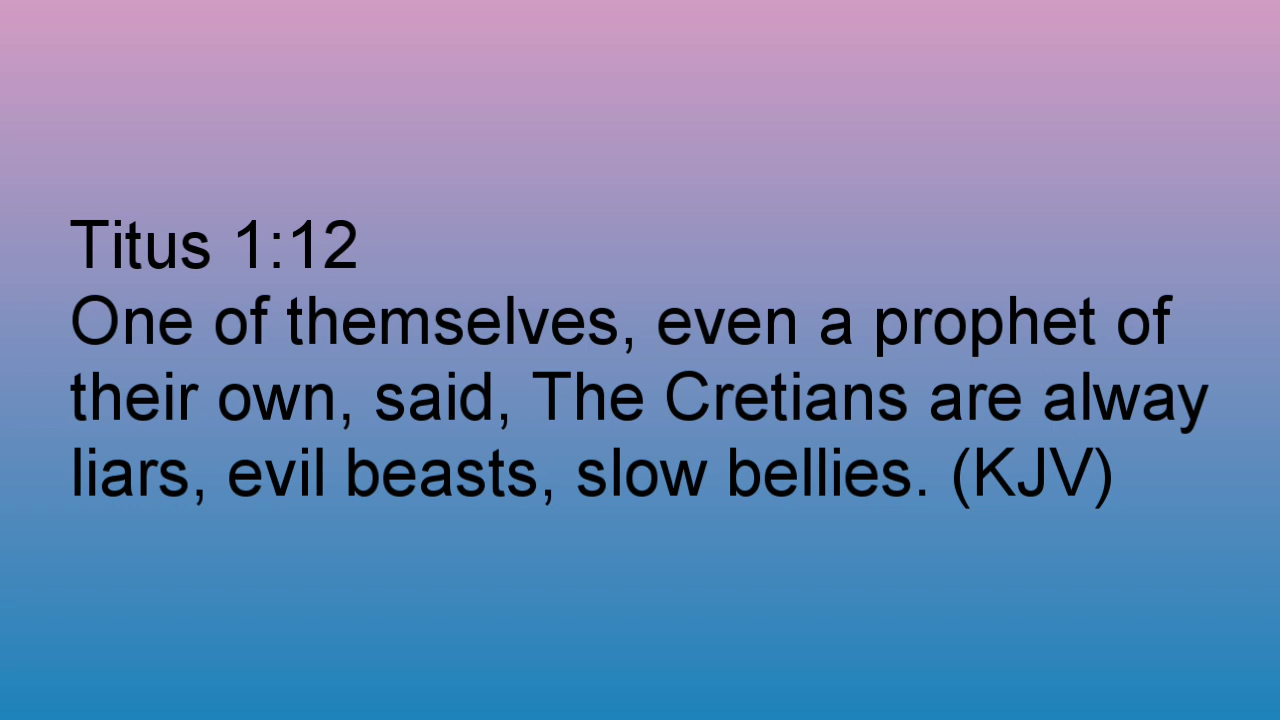 Titus 1:12
One of themselves, even a prophet of
their own, said, The Cretians are alway
liars, evil beasts, slow bellies. (KJV)